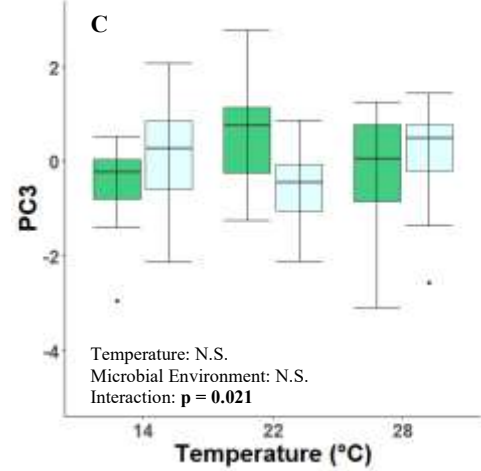 C
2
0
-2
-4
PC3
Temperature: N.S.
Microbial Environment: N.S.
Interaction: p = 0.021
14 22 28
Temperature (°C)